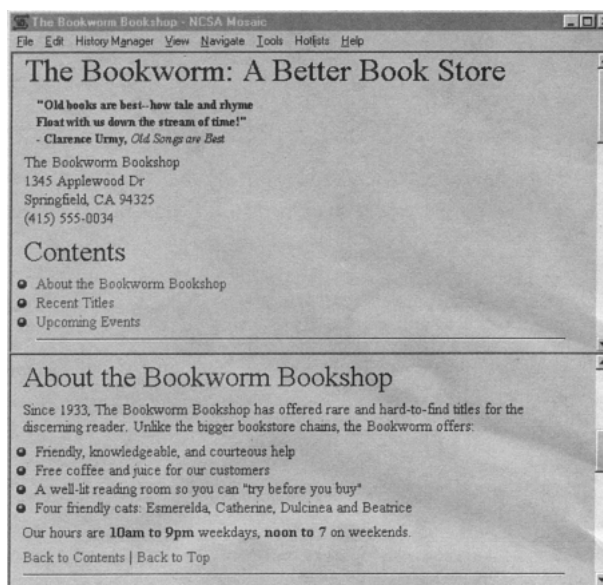 The Bookworm Bookshop - NCSA Mosaic
File Edit History Manager View Navigate Tools Hotlists Help
The Bookworm: A Better Book Store
"Old books are best--how tale and rhyme
Float with us down the stream of time!"
- Clarence Urmy, Old Songs are Best
The Bookworm Bookshop
1345 Applewood Dr
Springfield, CA 94325
(415) 555-0034
Contents
About the Bookworm Bookshop
Recent Titles
Upcoming Events
About the Bookworm Bookshop
Since 1933, The Bookworm Bookshop has offered rare and hard-to-find titles for the
discerning reader. Unlike the bigger bookstore chains, the Bookworm offers:
Friendly, knowledgeable, and courteous help
Free coffee and juice for our customers
A well-lit reading room so you can "try before you buy"
Four friendly cats: Esmerelda, Catherine, Dulcinea and Beatrice
Our hours are 10am to 9pm weekdays, noon to 7 on weekends.
Back to Contents | Back to Top